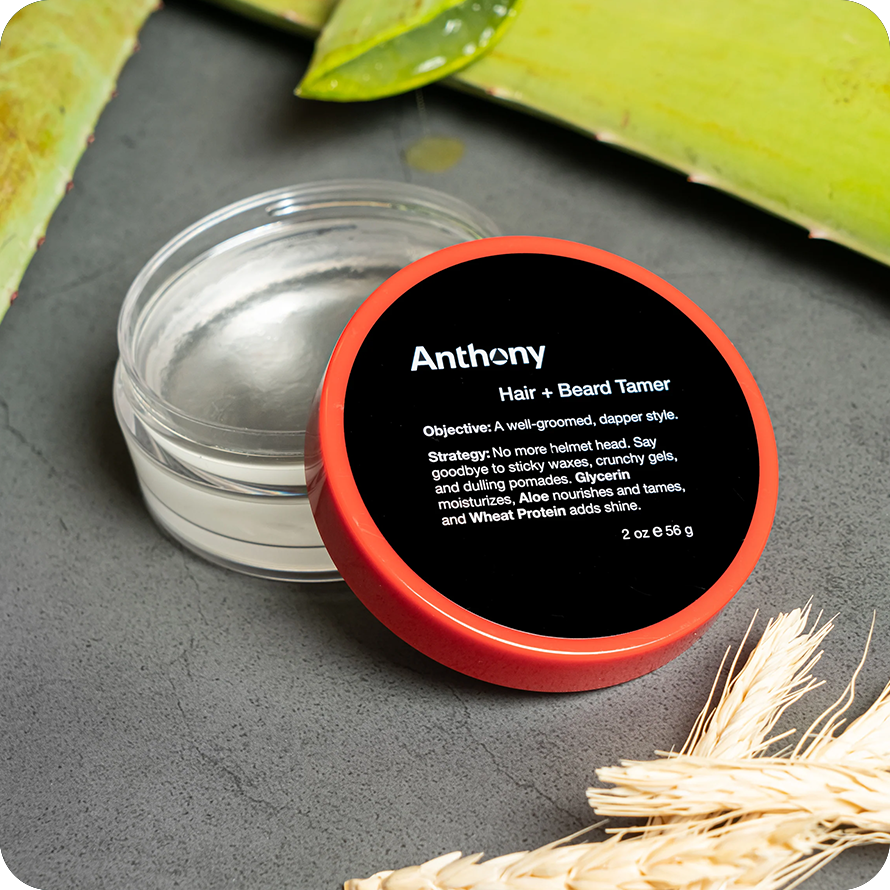 Anthony
Hair + Beard Tamer
Objective: A well-groomed, dapper style.
Strategy: No more helmet head. Say
goodbye to sticky waxes, crunchy gels,
and dulling pomades. Glycerin
moisturizes, Aloe nourishes and tames,
and Wheat Protein adds shine.
2 oz ℮ 56 g